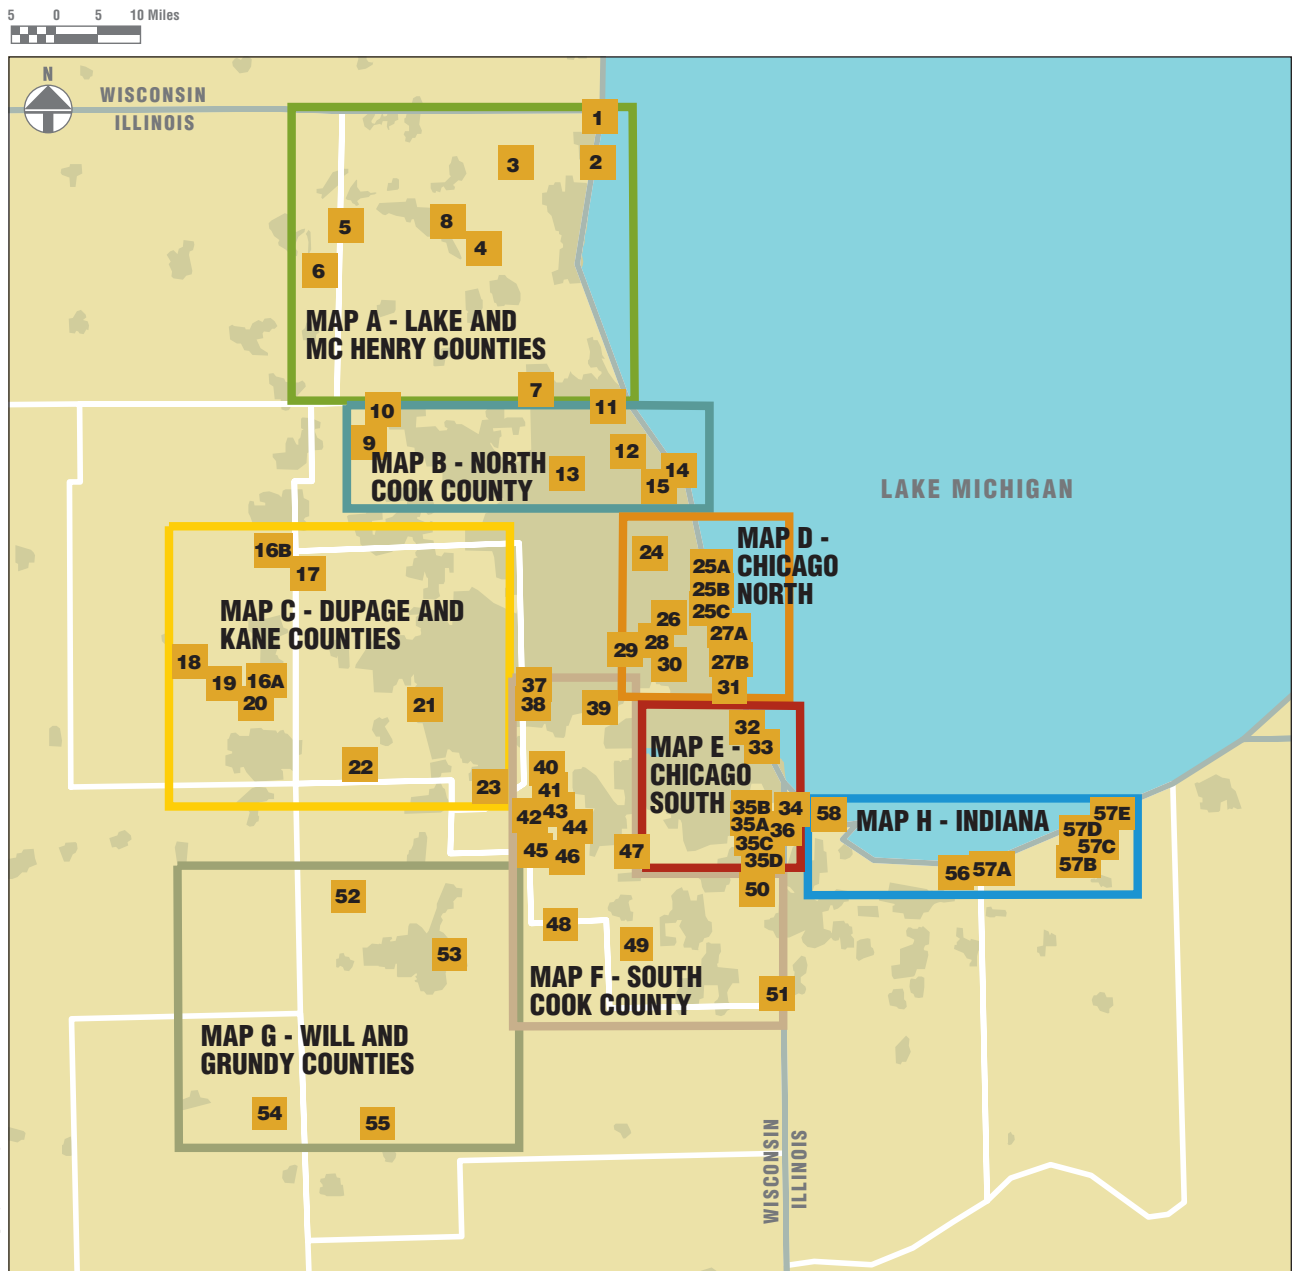 5 0 5 10 Miles
N
WISCONSIN
ILLINOIS
1
2
3
8
5
4
6
MAP A - LAKE AND
MC HENRY COUNTIES
7
11
10
9
12
MAP B - NORTH
COOK COUNTY
13
14
15
LAKE MICHIGAN
16B
17
MAP C - DUPAGE AND
KANE COUNTIES
18
19
16A
20
21
22
23
24
MAP D -
CHICAGO
NORTH
25A
25B
25C
26
27A
28
29
27B
30
31
37
38
39
32
33
MAP E -
CHICAGO
SOUTH
40
41
42
43
44
45
46
47
35B
34
35A
36
35C
35D
58
MAP H - INDIANA
57E
57D
57C
57B
56
57A
50
48
49
51
MAP F - SOUTH
COOK COUNTY
52
53
MAP G - WILL AND
GRUNDY COUNTIES
54
55
WISCONSIN
ILLINOIS